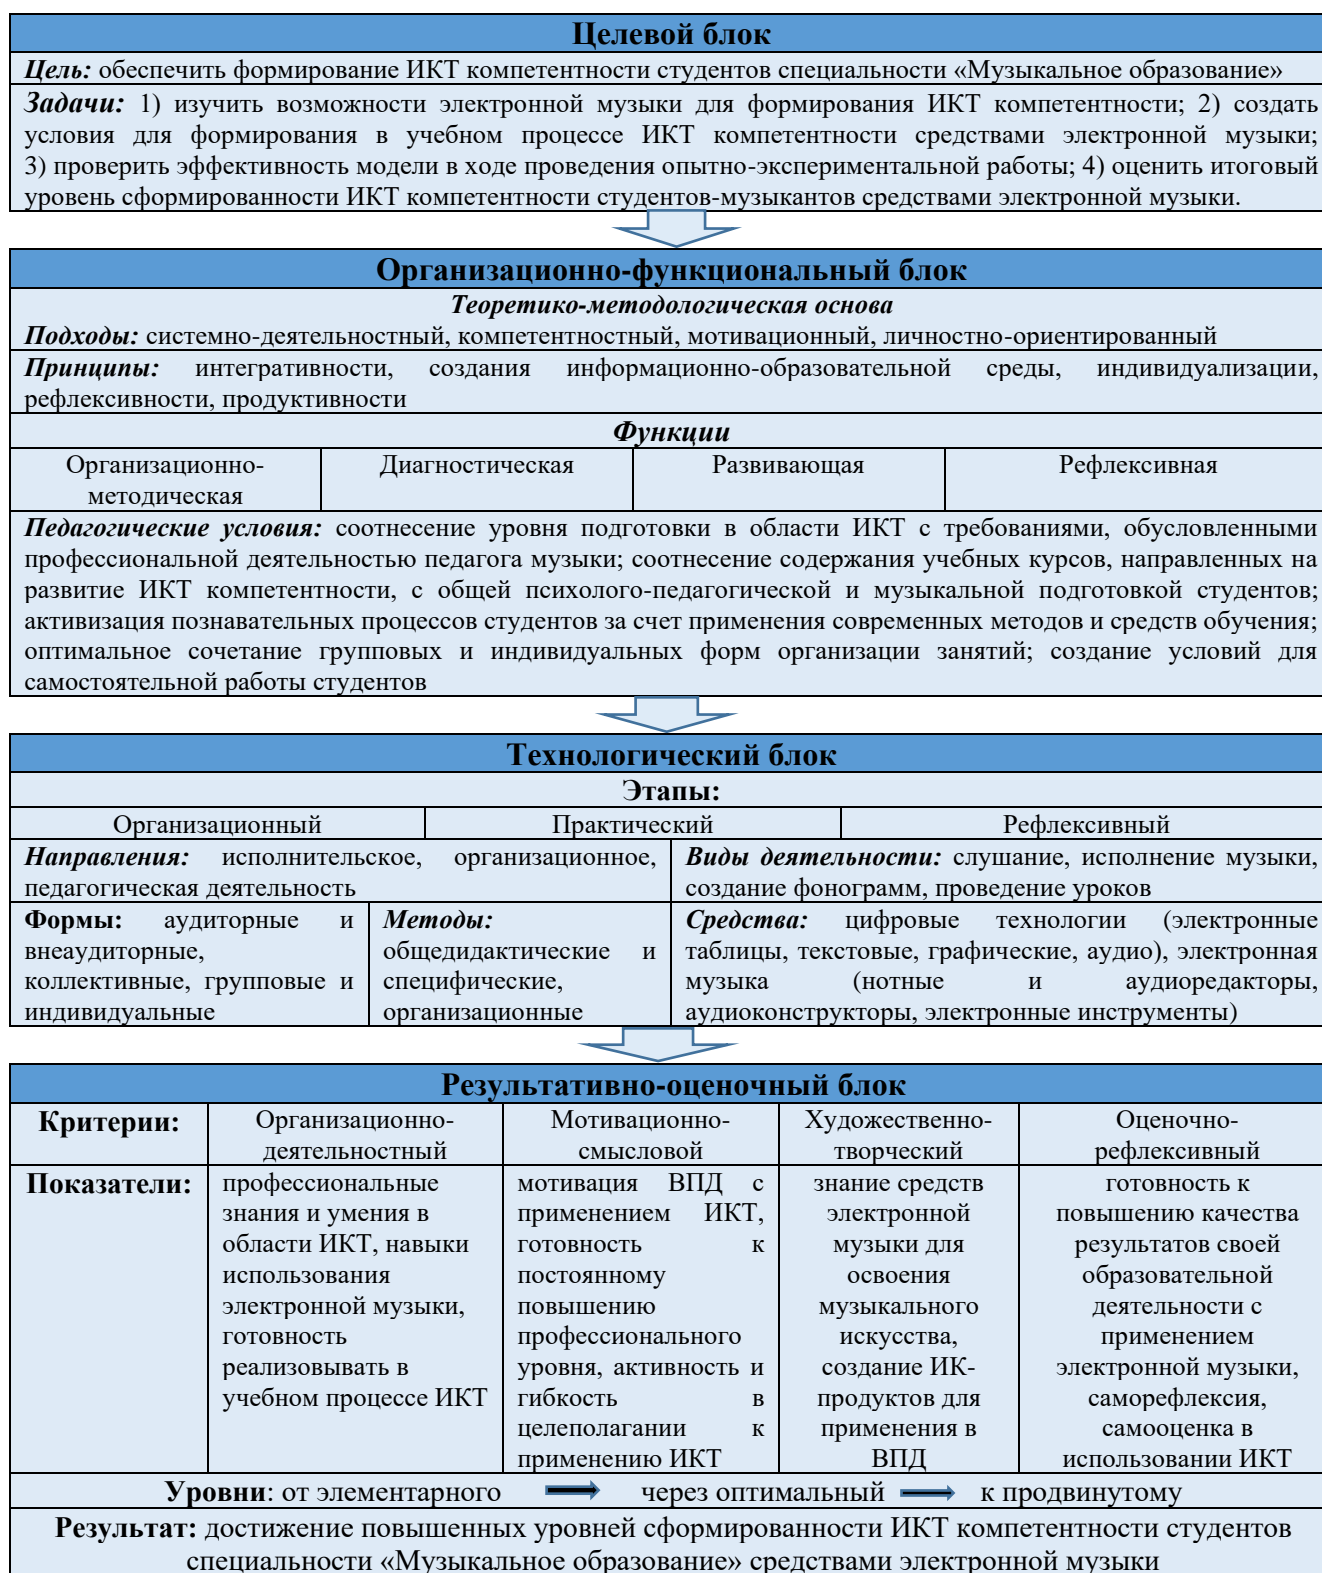 Целевой блок
Цель: обеспечить формирование ИКТ компетентности студентов специальности «Музыкальное образование»
Задачи: 1) изучить возможности электронной музыки для формирования ИКТ компетентности; 2) создать
условия для формирования в учебном процессе ИКТ компетентности средствами электронной музыки;
3) проверить эффективность модели в ходе проведения опытно-экспериментальной работы; 4) оценить итоговый
уровень сформированности ИКТ компетентности студентов-музыкантов средствами электронной музыки.
Организационно-функциональный блок
Теоретико-методологическая основа
Подходы: системно-деятельностный, компетентностный, мотивационный, личностно-ориентированный
Принципы: интегративности, создания информационно-образовательной среды, индивидуализации,
рефлексивности, продуктивности
Функции
Организационно-
методическая
Диагностическая
Развивающая
Рефлексивная
Педагогические условия: соотнесение уровня подготовки в области ИКТ с требованиями, обусловленными
профессиональной деятельностью педагога музыки; соотнесение содержания учебных курсов, направленных на
развитие ИКТ компетентности, с общей психолого-педагогической и музыкальной подготовкой студентов;
активизация познавательных процессов студентов за счет применения современных методов и средств обучения;
оптимальное сочетание групповых и индивидуальных форм организации занятий; создание условий для
самостоятельной работы студентов
Технологический блок
Этапы:
Организационный
Практический
Рефлексивный
Направления: исполнительское, организационное,
педагогическая деятельность
Виды деятельности: слушание, исполнение музыки,
создание фонограмм, проведение уроков
Формы: аудиторные и
внеаудиторные,
коллективные, групповые и
индивидуальные
Методы:
общедидактические и
специфические,
организационные
Средства: цифровые технологии (электронные
таблицы, текстовые, графические, аудио), электронная
музыка (нотные и аудиоредакторы,
аудиоконструкторы, электронные инструменты)
Результативно-оценочный блок
Критерии:
Организационно-
деятельностный
Мотивационно-
смысловой
Художественно-
творческий
Оценочно-
рефлексивный
Показатели:
профессиональные
знания и умения в
области ИКТ, навыки
использования
электронной музыки,
готовность
реализовывать в
учебном процессе ИКТ
мотивация ВПД с
применением ИКТ,
готовность к
постоянному
повышению
профессионального
уровня, активность и
гибкость в
целеполагании к
применению ИКТ
знание средств
электронной
музыки для
освоения
музыкального
искусства,
создание ИК-
продуктов для
применения в
ВПД
готовность к
повышению качества
результатов своей
образовательной
деятельности с
применением
электронной музыки,
саморефлексия,
самооценка в
использовании ИКТ
Уровни: от элементарного через оптимальный к продвинутому
Результат: достижение повышенных уровней сформированности ИКТ компетентности студентов
специальности «Музыкальное образование» средствами электронной музыки